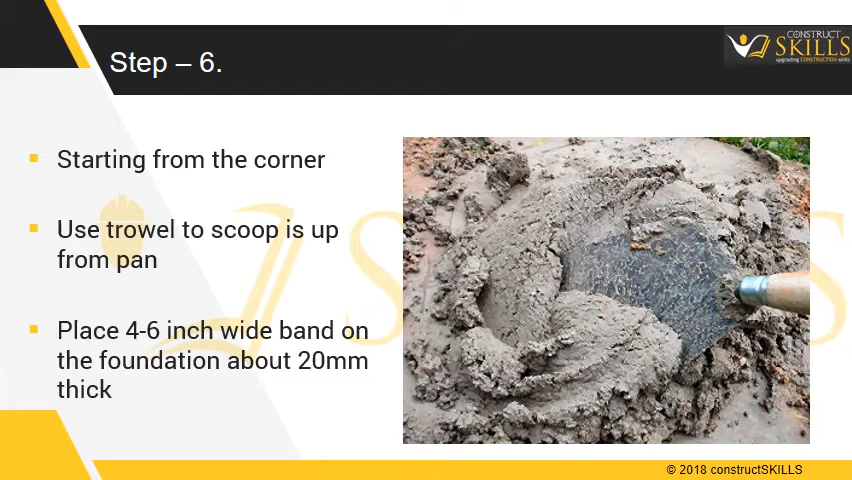 CONSTRUCT
SKILLS
upgrading CONSTRUCTION skills
Step – 6.
Starting from the corner
Use trowel to scoop is up
from pan
Place 4-6 inch wide band on
the foundation about 20mm
thick
© 2018 constructSKILLS